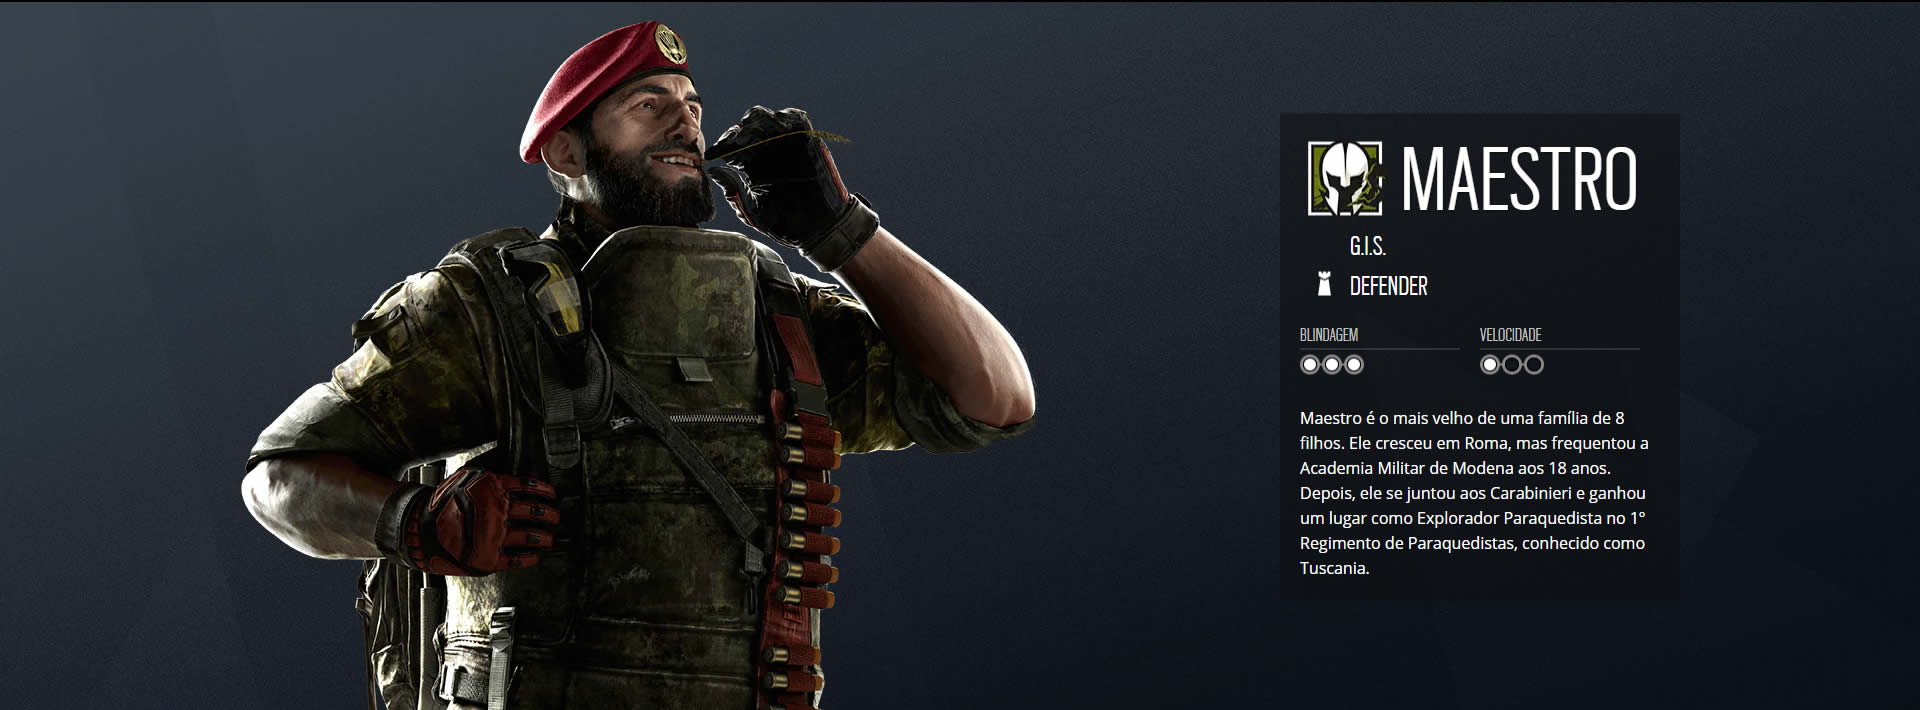 MAESTRO
G.I.S.
DEFENDER
BLINDAGEM
VELOCIDADE
Maestro é o mais velho de uma família de 8
filhos. Ele cresceu em Roma, mas frequentou a
Academia Militar de Modena aos 18 anos.
Depois, ele se juntou aos Carabinieri e ganhou
um lugar como Explorador Paraquedista no 1º
Regimento de Paraquedistas, conhecido como
Tuscania.